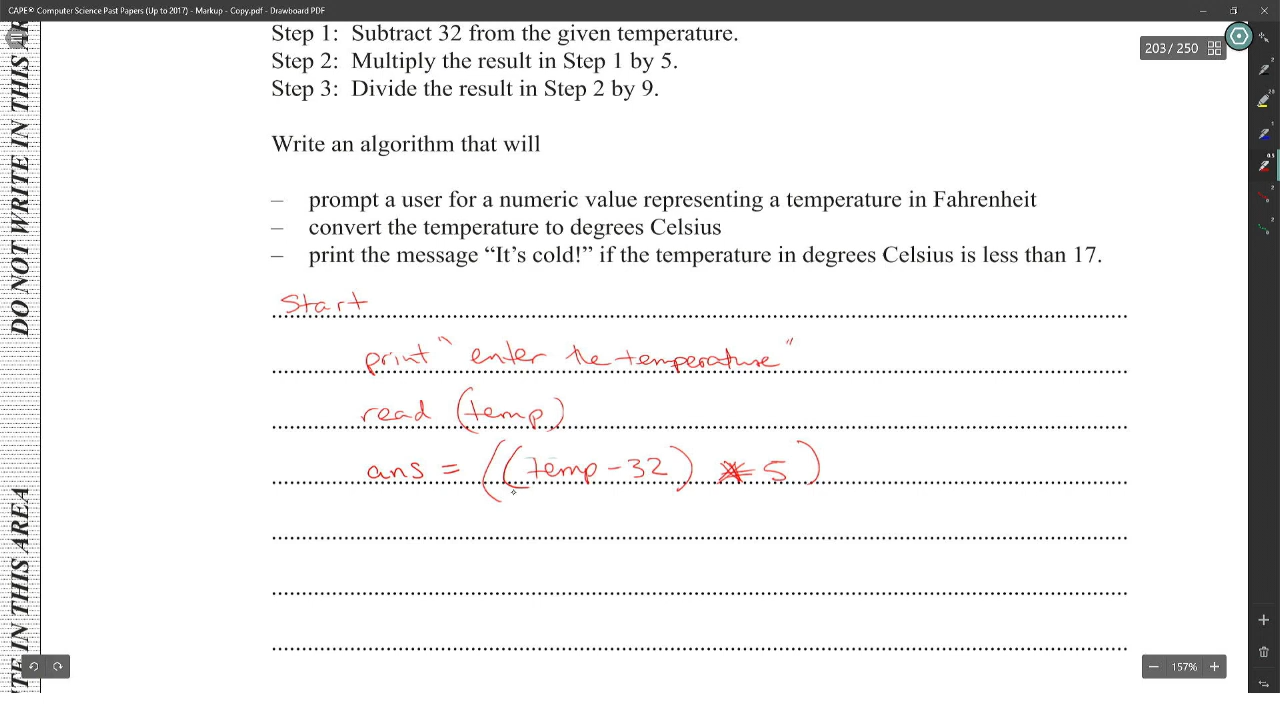 CAPE® Computer Science Past Papers (Up to 2017) - Markup - Copy.pdf - Drawboard PDF
203 / 250
Step 1: Subtract 32 from the given temperature.
Step 2: Multiply the result in Step 1 by 5.
Step 3: Divide the result in Step 2 by 9.
Write an algorithm that will
– prompt a user for a numeric value representing a temperature in Fahrenheit
– convert the temperature to degrees Celsius
– print the message “It’s cold!” if the temperature in degrees Celsius is less than 17.
Start
print " enter the temperature "
read (temp)
ans = ((temp - 32) * 5)
DO NOT WRITE IN THIS AR
TE IN THIS AREA
157%